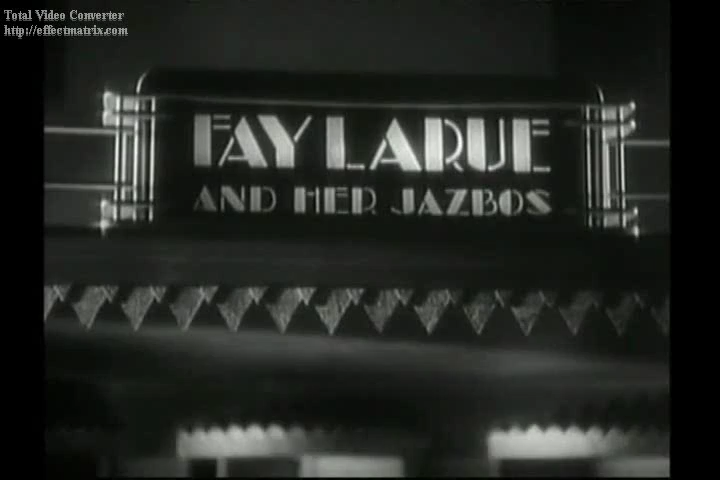 Total Video Converter
http://effectmatrix.com
FAY LARUE
AND HER JAZBOS